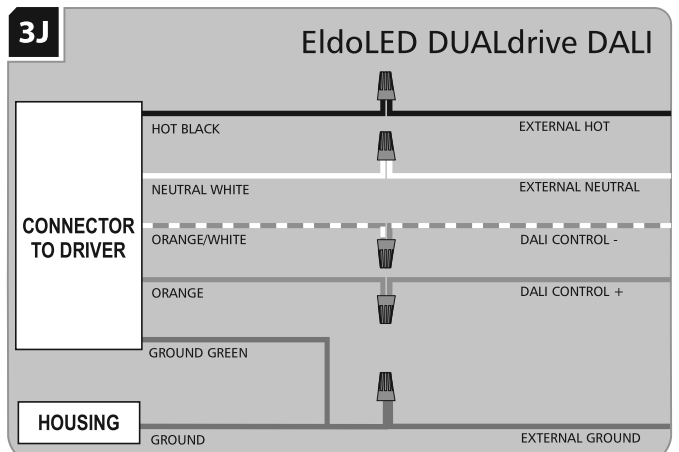 3J
EldoLED DUALdrive DALI
HOT BLACK
EXTERNAL HOT
NEUTRAL WHITE
EXTERNAL NEUTRAL
CONNECTOR
TO DRIVER
ORANGE/WHITE
DALI CONTROL -
ORANGE
DALI CONTROL +
GROUND GREEN
HOUSING
GROUND
EXTERNAL GROUND